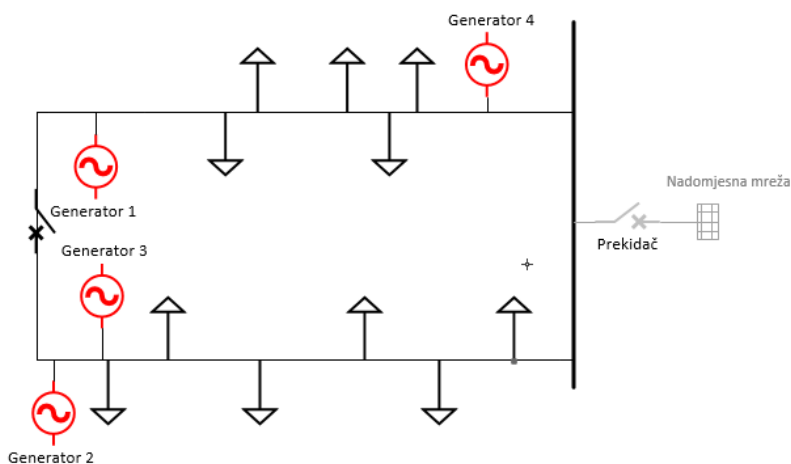 Generator 4
Nadomjesna mreža
Generator 1
Prekidač
Generator 3
Generator 2